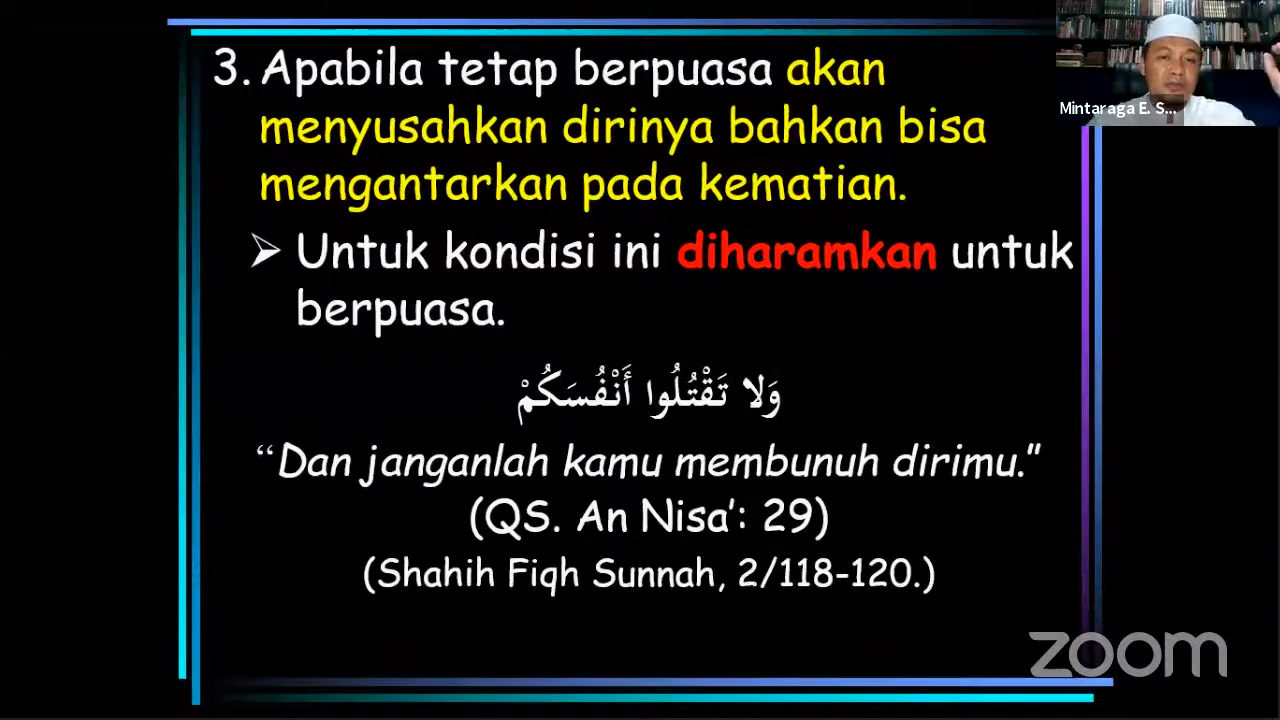 3. Apabila tetap berpuasa akan
menyusahkan dirinya bahkan bisa
mengantarkan pada kematian.
➢ Untuk kondisi ini diharamkan untuk
berpuasa.
وَلا تَقْتُلُوا أَنْفُسَكُمْ
“Dan janganlah kamu membunuh dirimu.”
(QS. An Nisa’: 29)
(Shahih Fiqh Sunnah, 2/118-120.)
Mintaraga E. S...
zoom